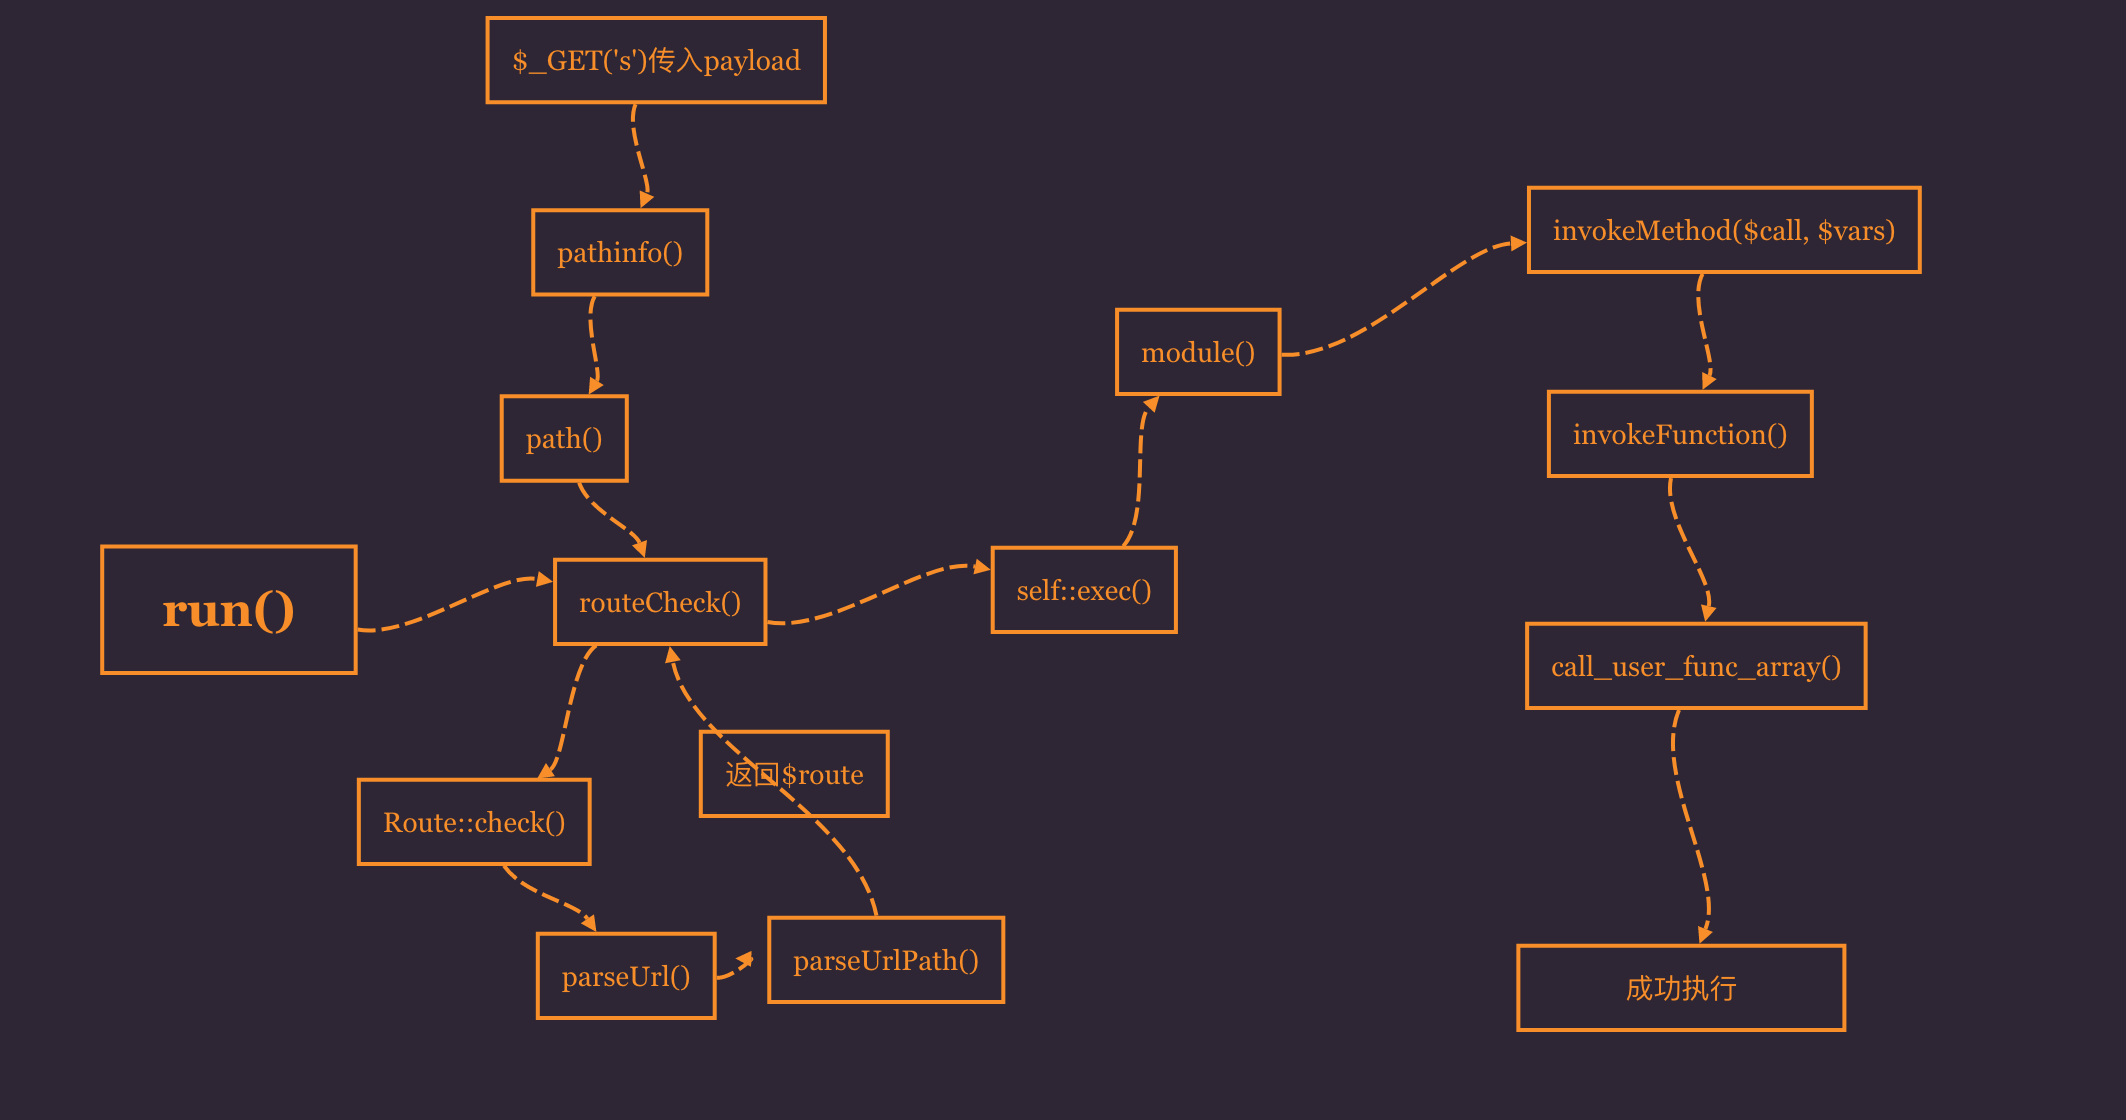 $_GET('s')传入payload
pathinfo()
path()
run()
routeCheck()
Route::check()
parseUrl()
parseUrlPath()
返回$route
self::exec()
module()
invokeMethod($call, $vars)
invokeFunction()
call_user_func_array()
成功执行